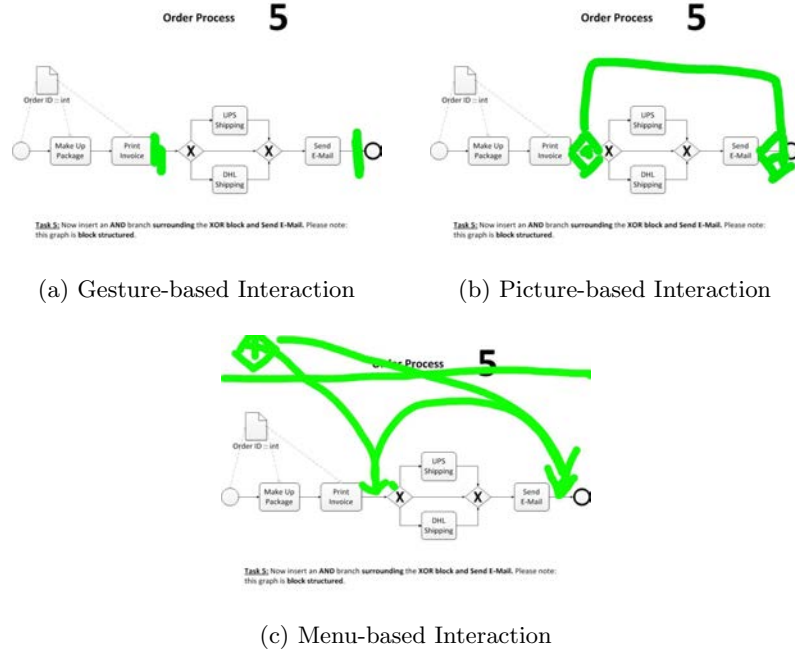 Order Process 5
Order ID :: int
Make Up
Package
Print
Invoice
X
UPS
Shipping
DHL
Shipping
X
Send
E-Mail
Task 5: Now insert an AND branch surrounding the XOR block and Send E-Mail. Please note:
this graph is block structured.
(a) Gesture-based Interaction
Order Process 5
Order ID :: int
Make Up
Package
Print
Invoice
X
UPS
Shipping
DHL
Shipping
X
Send
E-Mail
Task 5: Now insert an AND branch surrounding the XOR block and Send E-Mail. Please note:
this graph is block structured.
(b) Picture-based Interaction
Order Process 5
Order ID :: int
Make Up
Package
Print
Invoice
X
UPS
Shipping
DHL
Shipping
X
Send
E-Mail
Task 5: Now insert an AND branch surrounding the XOR block and Send E-Mail. Please note:
this graph is block structured.
(c) Menu-based Interaction